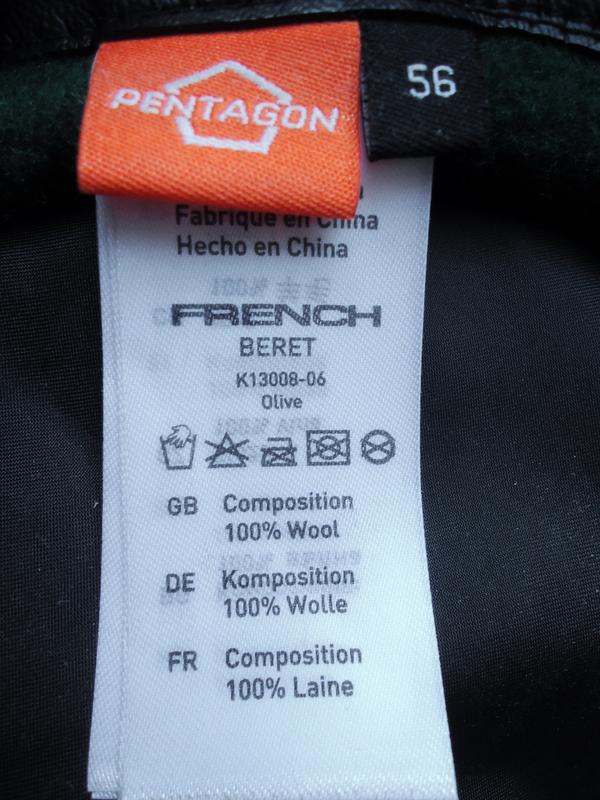 PENTAGON
56
Fabriqué en China
Hecho en China
FRENCH
BERET
K13008-06
Olive
GB Composition
100% Wool
DE Komposition
100% Wolle
FR Composition
100% Laine